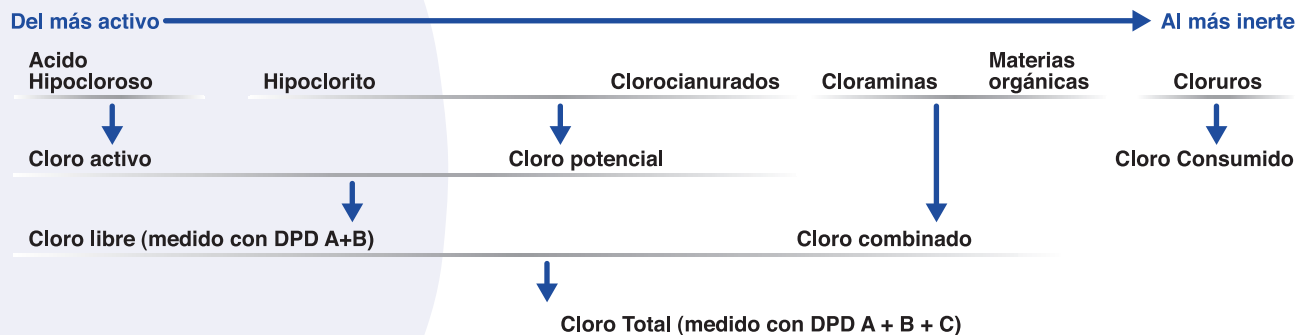 Del más activo Al más inerte
Acido
Hipocloroso
Hipoclorito
Clorocianurados
Cloraminas
Materias
orgánicas
Cloruros
Cloro activo
Cloro potencial
Cloro Consumido
Cloro libre (medido con DPD A+B)
Cloro combinado
Cloro Total (medido con DPD A + B + C)